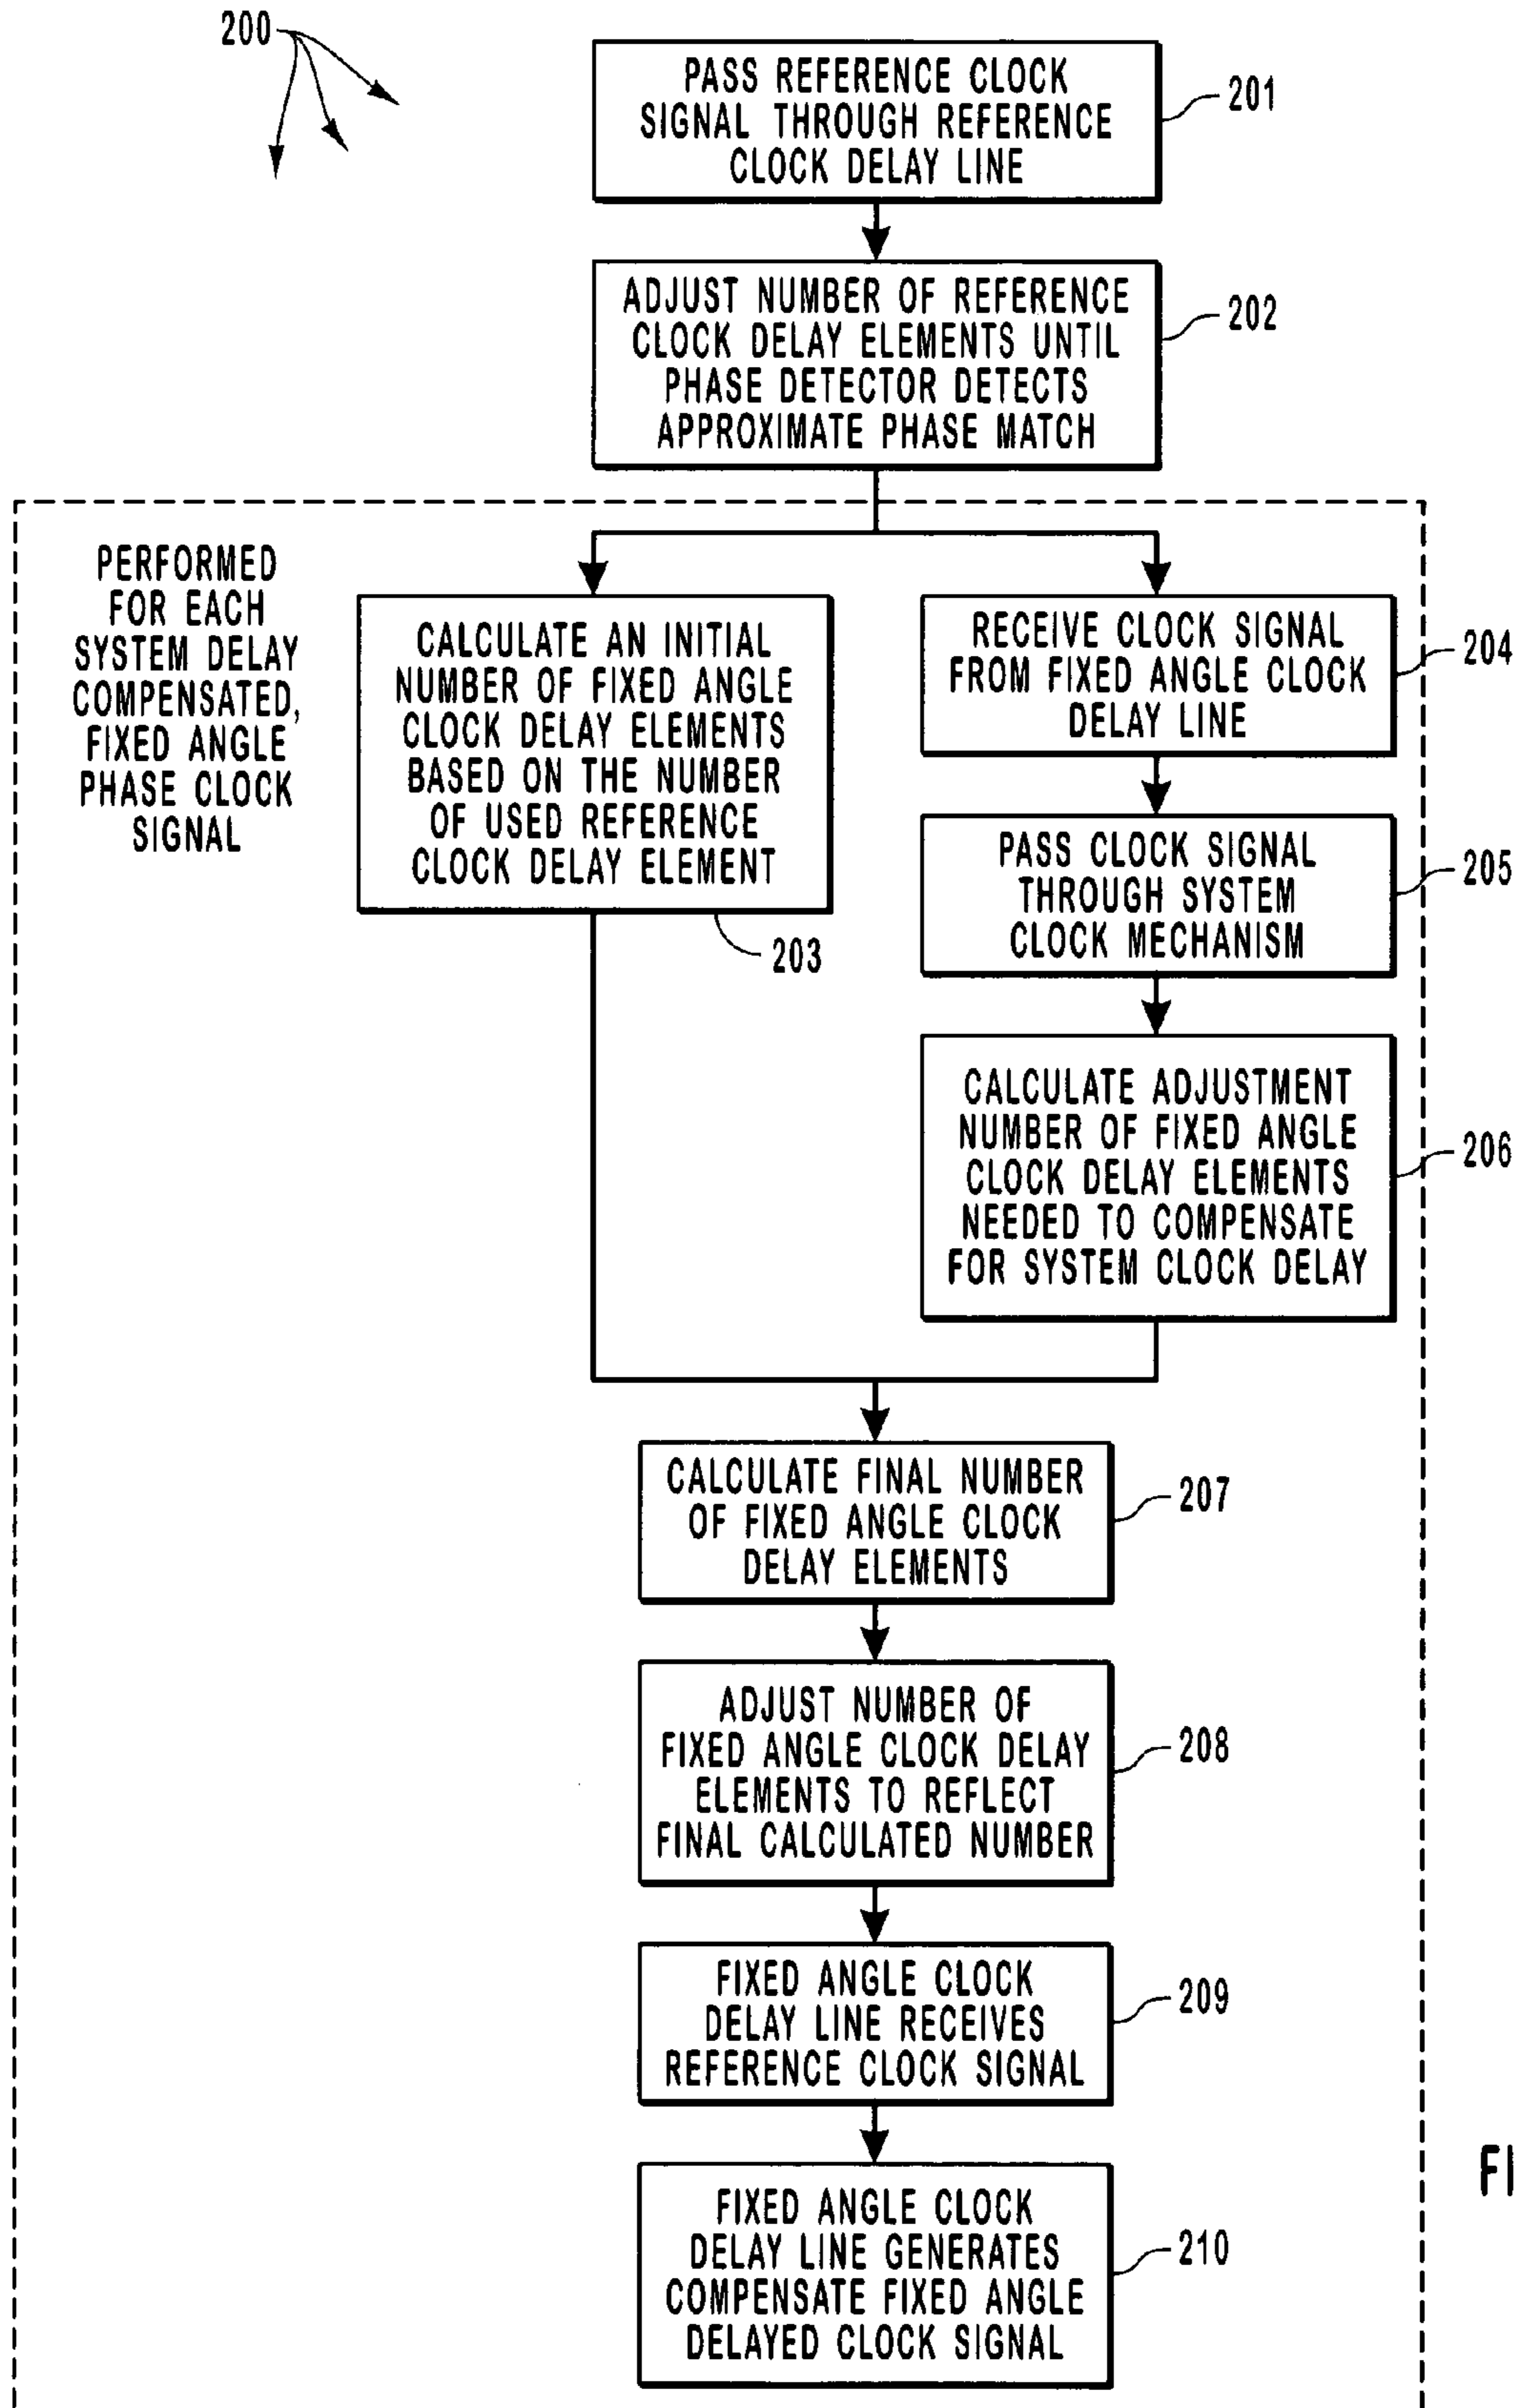 200
PASS REFERENCE CLOCK
SIGNAL THROUGH REFERENCE
CLOCK DELAY LINE
201
ADJUST NUMBER OF REFERENCE
CLOCK DELAY ELEMENTS UNTIL
PHASE DETECTOR DETECTS
APPROXIMATE PHASE MATCH
202
PERFORMED
FOR EACH
SYSTEM DELAY
COMPENSATED,
FIXED ANGLE
PHASE CLOCK
SIGNAL
CALCULATE AN INITIAL
NUMBER OF FIXED ANGLE
CLOCK DELAY ELEMENTS
BASED ON THE NUMBER
OF USED REFERENCE
CLOCK DELAY ELEMENT
203
RECEIVE CLOCK SIGNAL
FROM FIXED ANGLE CLOCK
DELAY LINE
204
PASS CLOCK SIGNAL
THROUGH SYSTEM
CLOCK MECHANISM
205
CALCULATE ADJUSTMENT
NUMBER OF FIXED ANGLE
CLOCK DELAY ELEMENTS
NEEDED TO COMPENSATE
FOR SYSTEM CLOCK DELAY
206
CALCULATE FINAL NUMBER
OF FIXED ANGLE CLOCK
DELAY ELEMENTS
207
ADJUST NUMBER OF
FIXED ANGLE CLOCK DELAY
ELEMENTS TO REFLECT
FINAL CALCULATED NUMBER
208
FIXED ANGLE CLOCK
DELAY LINE RECEIVES
REFERENCE CLOCK SIGNAL
209
FIXED ANGLE CLOCK
DELAY LINE GENERATES
COMPENSATE FIXED ANGLE
DELAYED CLOCK SIGNAL
210